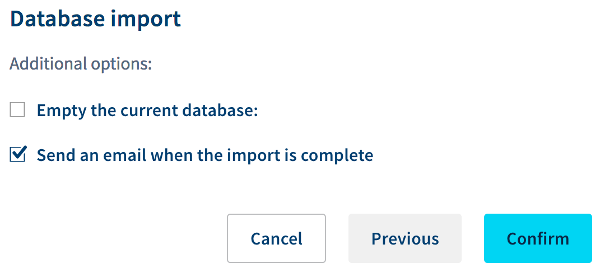 Database import
Additional options:
Empty the current database:
Send an email when the import is complete
Cancel Previous Confirm